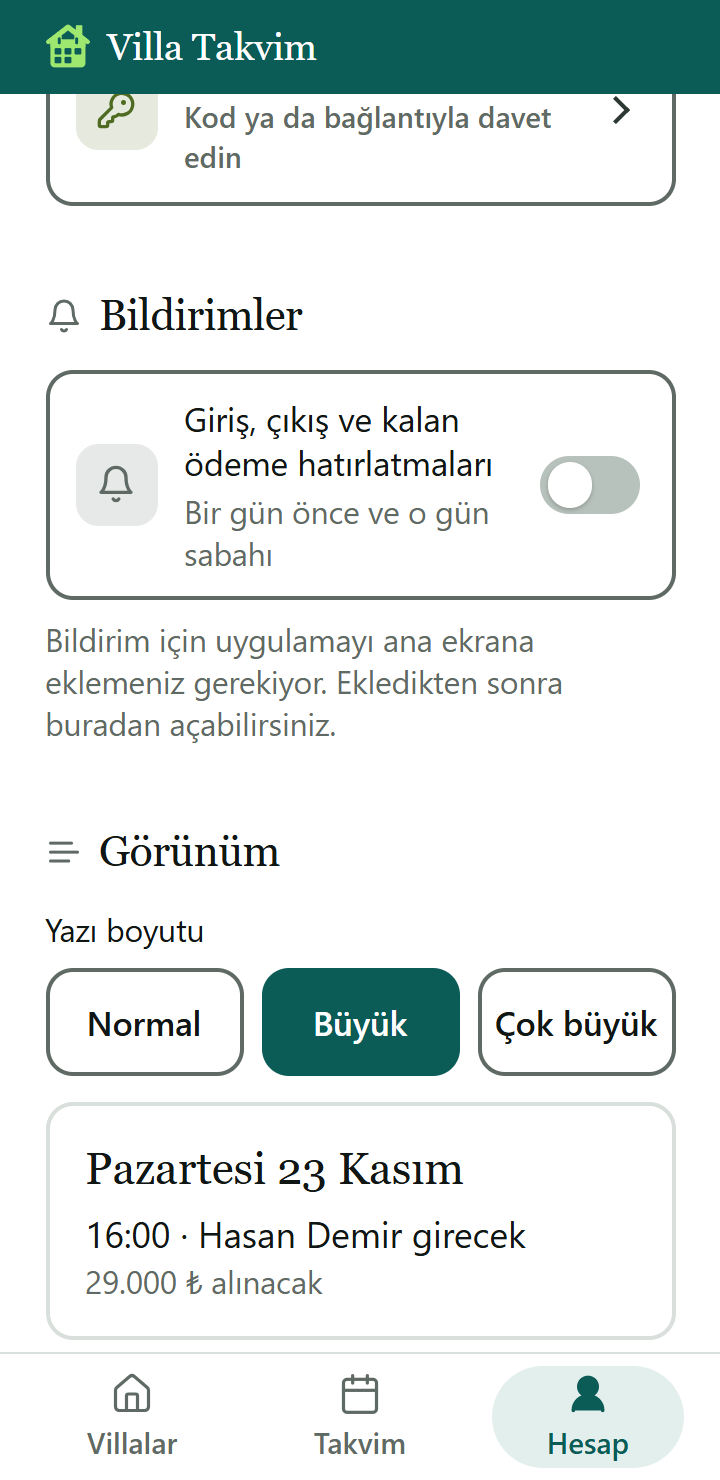 Villa Takvim
Kod ya da bağlantıyla davet
edin
Bildirimler
Giriş, çıkış ve kalan
ödeme hatırlatmaları
Bir gün önce ve o gün
sabahı
Bildirim için uygulamayı ana ekrana
eklemeniz gerekiyor. Ekledikten sonra
buradan açabilirsiniz.
Görünüm
Yazı boyutu
Normal
Büyük
Çok büyük
Pazartesi 23 Kasım
16:00 · Hasan Demir girecek
29.000 ₺ alınacak
Villalar
Takvim
Hesap